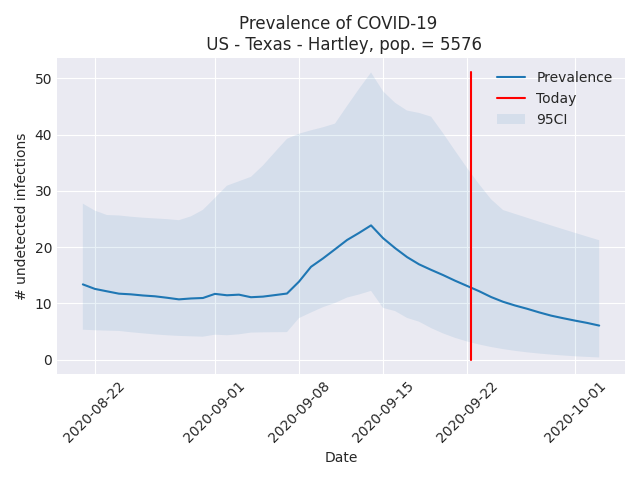 Prevalence of COVID-19
US - Texas - Hartley, pop. = 5576
# undetected infections
50
40
30
20
10
0
Prevalence
Today
95CI
2020-08-22
2020-09-01
2020-09-08
2020-09-15
2020-09-22
2020-10-01
Date